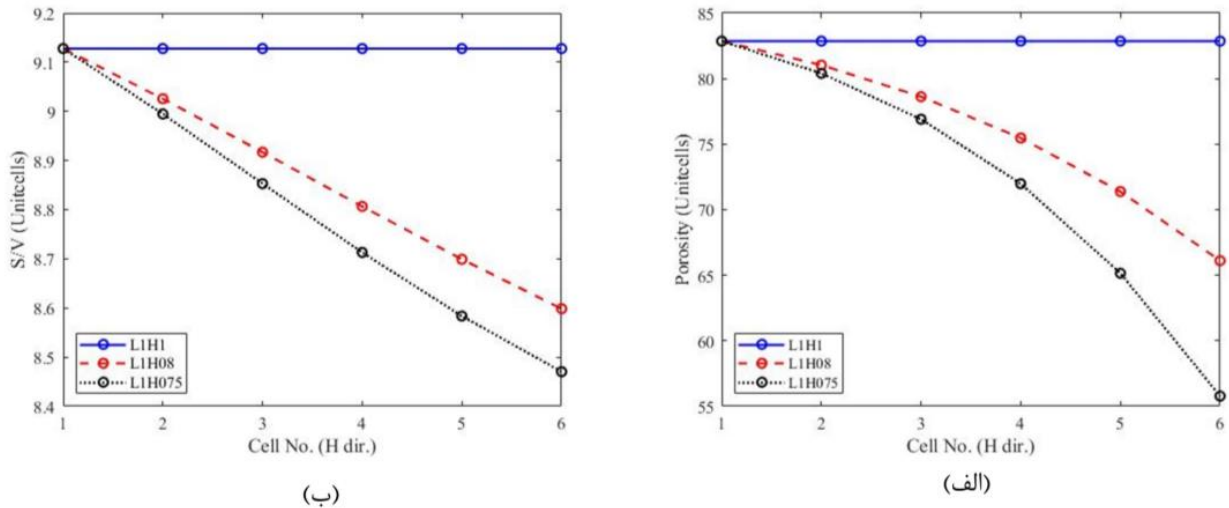 9.2
9.1
9
8.9
8.8
8.7
8.6
8.5
8.4
S/V (Unitcells)
L1H1
L1H08
L1H075
1 2 3 4 5 6
Cell No. (H dir.)
(ب)
85
80
75
70
65
60
55
Porosity (Unitcells)
L1H1
L1H08
L1H075
1 2 3 4 5 6
Cell No. (H dir.)
(الف)